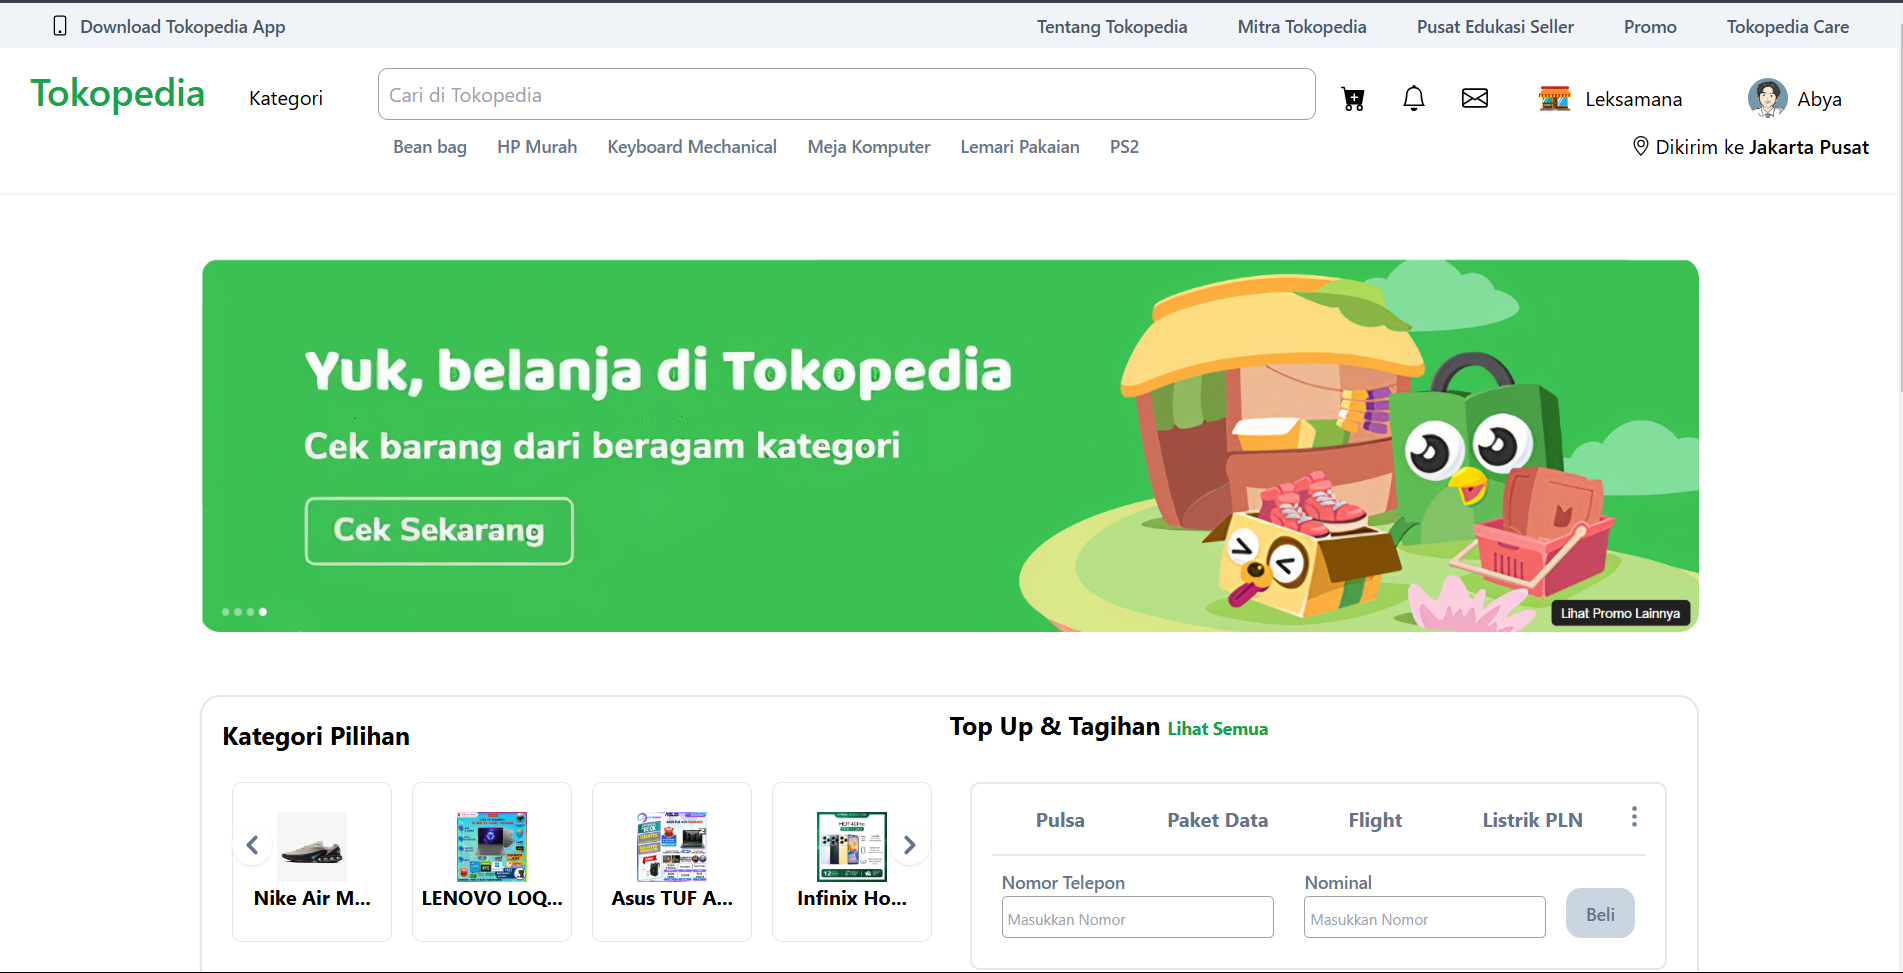 Download Tokopedia App
Tentang Tokopedia
Mitra Tokopedia
Pusat Edukasi Seller
Promo
Tokopedia Care
Tokopedia
Kategori
Cari di Tokopedia
Leksamana
Abya
Bean bag
HP Murah
Keyboard Mechanical
Meja Komputer
Lemari Pakaian
PS2
Dikirim ke Jakarta Pusat
Yuk, belanja di Tokopedia
Cek barang dari beragam kategori
Cek Sekarang
Lihat Promo Lainnya
Kategori Pilihan
Top Up & Tagihan Lihat Semua
Nike Air M...
LENOVO LOQ...
Asus TUF A...
Infinix Ho...
Pulsa
Paket Data
Flight
Listrik PLN
Nomor Telepon
Nominal
Masukkan Nomor
Masukkan Nomor
Beli